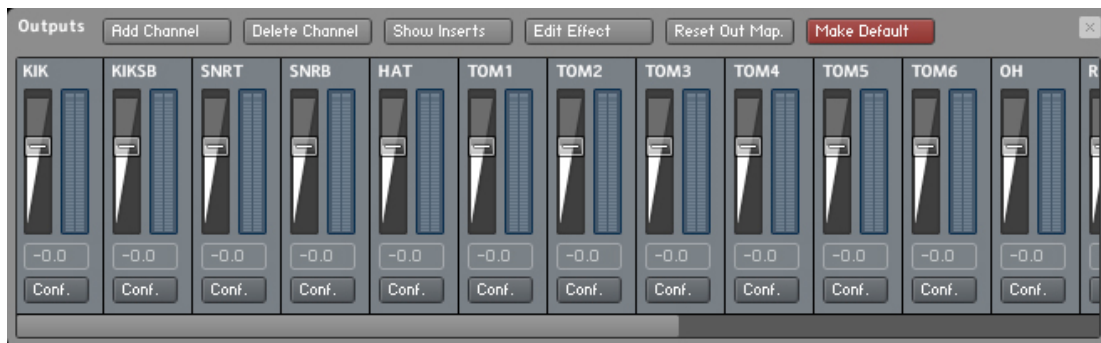 Outputs Add Channel Delete Channel Show Inserts Edit Effect Reset Out Map. Make Default
KIK KIKSB SNRT SNRB HAT TOM1 TOM2 TOM3 TOM4 TOM5 TOM6 OH R
-0.0 -0.0 -0.0 -0.0 -0.0 -0.0 -0.0 -0.0 -0.0 -0.0 -0.0 -0.0
Conf. Conf. Conf. Conf. Conf. Conf. Conf. Conf. Conf. Conf. Conf. Conf.